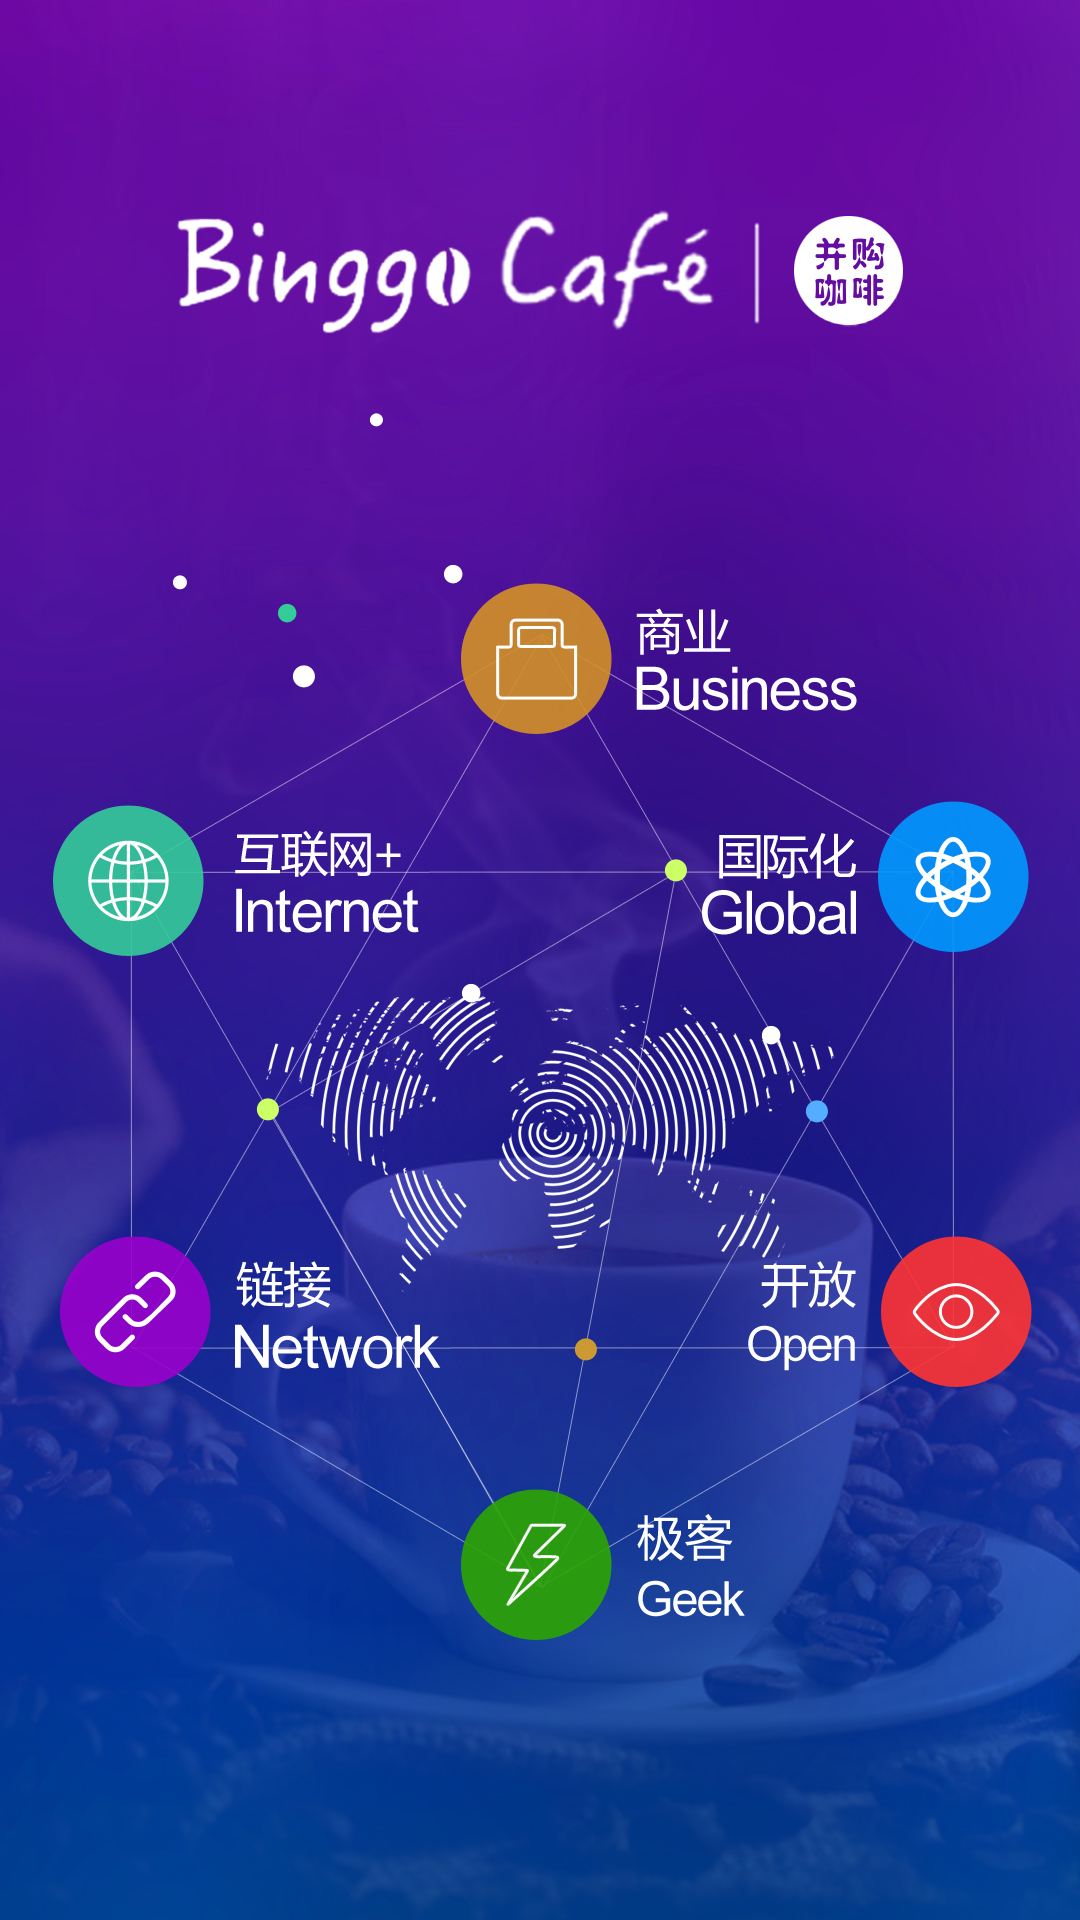 Binggo Café
并购
咖啡
商业
Business
互联网+
Internet
国际化
Global
链接
Network
开放
Open
极客
Geek